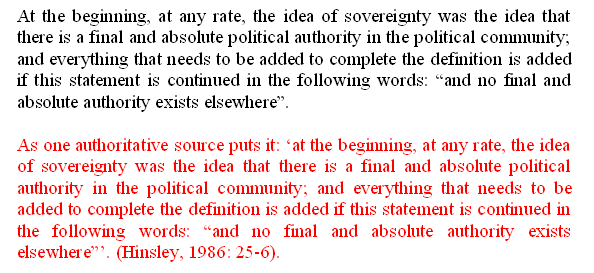 At the beginning, at any rate, the idea of sovereignty was the idea that
there is a final and absolute political authority in the political community;
and everything that needs to be added to complete the definition is added
if this statement is continued in the following words: “and no final and
absolute authority exists elsewhere”.
As one authoritative source puts it: ‘at the beginning, at any rate, the idea
of sovereignty was the idea that there is a final and absolute political
authority in the political community; and everything that needs to be
added to complete the definition is added if this statement is continued in
the following words: “and no final and absolute authority exists
elsewhere”’. (Hinsley, 1986: 25-6).